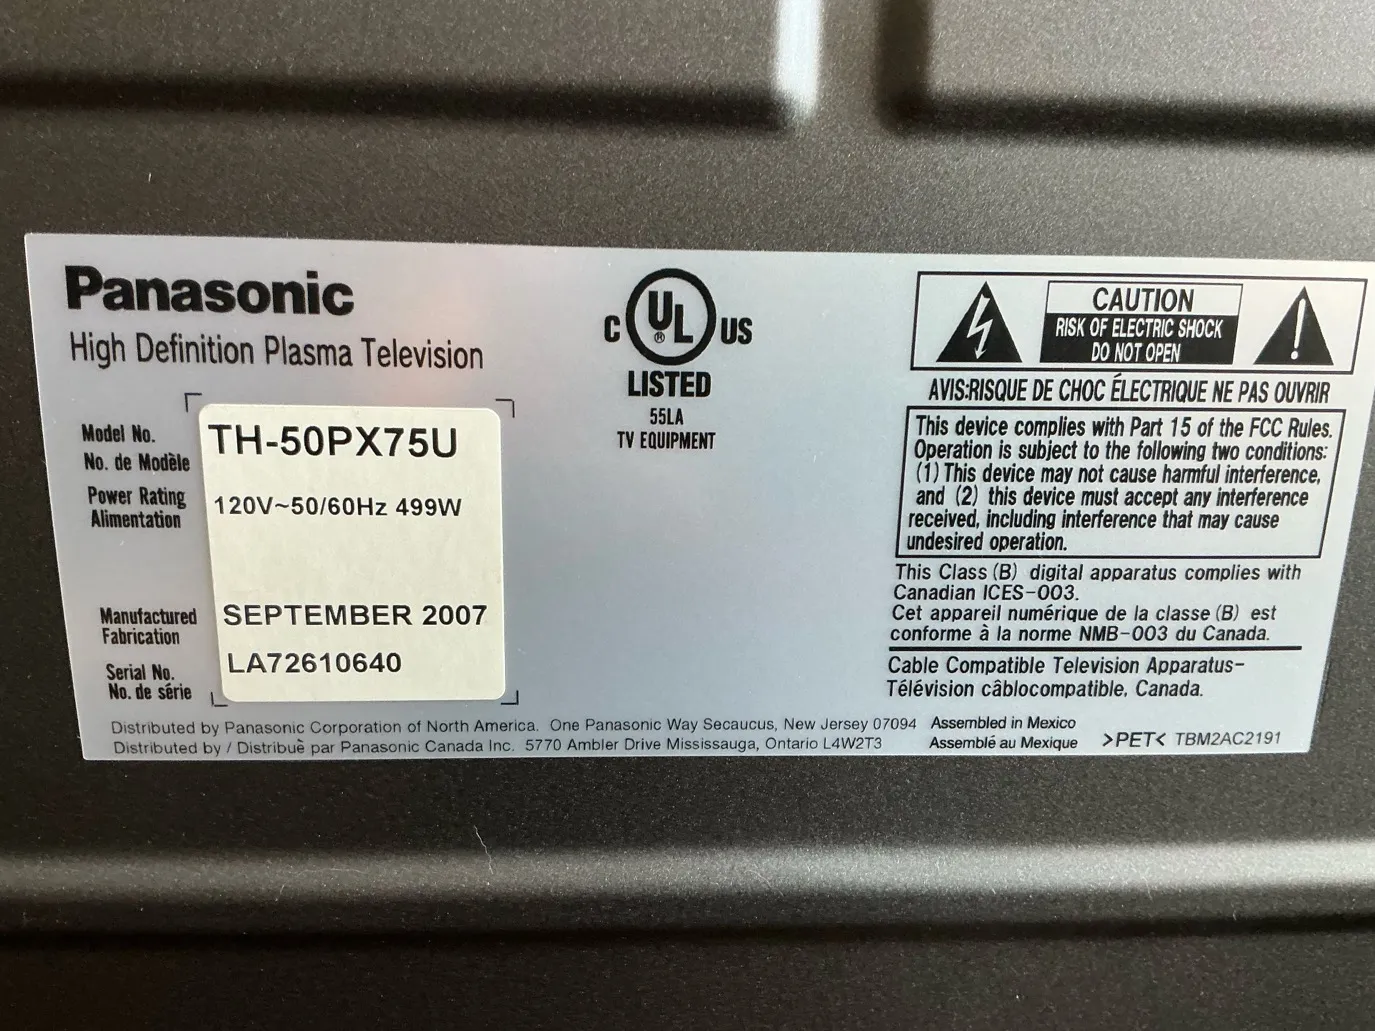 Panasonic
High Definition Plasma Television
Model No.
No. de Modèle
TH-50PX75U
Power Rating
Alimentation
120V~50/60Hz 499W
Manufactured
Fabrication
SEPTEMBER 2007
Serial No.
No. de série
LA72610640
C UL ® US
LISTED
55LA
TV EQUIPMENT
CAUTION
RISK OF ELECTRIC SHOCK
DO NOT OPEN
AVIS:RISQUE DE CHOC ÉLECTRIQUE NE PAS OUVRIR
This device complies with Part 15 of the FCC Rules.
Operation is subject to the following two conditions:
(1) This device may not cause harmful interference,
and (2) this device must accept any interference
received, including interference that may cause
undesired operation.
This Class (B) digital apparatus complies with
Canadian ICES-003.
Cet appareil numérique de la classe (B) est
conforme à la norme NMB-003 du Canada.
Cable Compatible Television Apparatus-
Télévision câblocompatible, Canada.
Distributed by Panasonic Corporation of North America. One Panasonic Way Secaucus, New Jersey 07094
Distributed by / Distribuè par Panasonic Canada Inc. 5770 Ambler Drive Mississauga, Ontario L4W2T3
Assembled in Mexico
Assemblé au Mexique
>PET< TBM2AC2191